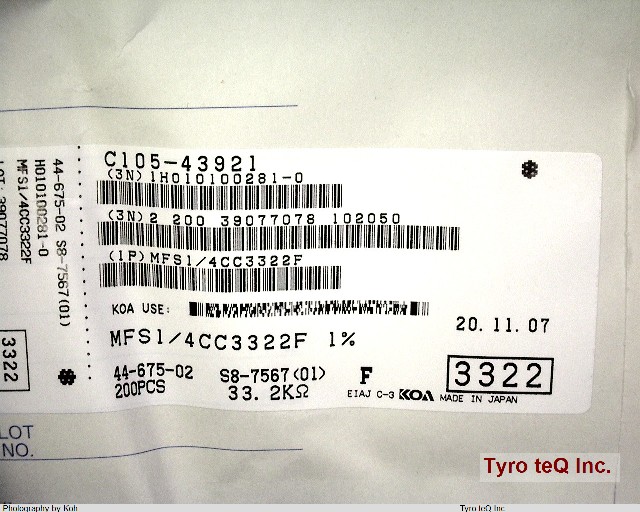 C105-43921
(3N)1H010100281-0
(3N)2 200 39077078 102050
(1P)MFS1/4CC3322F
KOA USE:
MFS1/4CC3322F 1%
20.11.07
44-675-02 S8-7567(01) F 3322
200PCS 33.2KΩ EIAJ C-3 KOA MADE IN JAPAN
44-675-02 S8-7567(01)
H010100281-0
MFS1/4CC3322F
LOT: 39077078
3322
LOT
NO.
Tyro teQ Inc.
Photography by Koh
Tyro teQ Inc